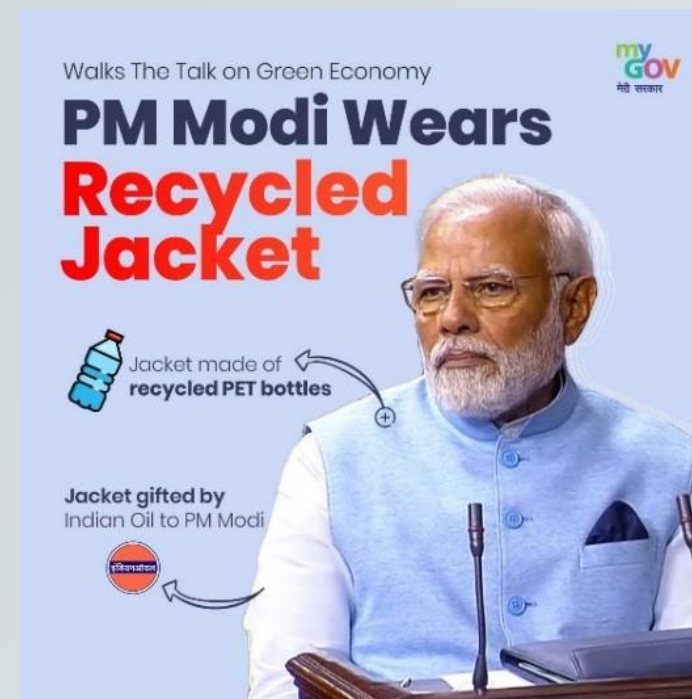 my
GOV
मेरी सरकार
Walks The Talk on Green Economy
PM Modi Wears
Recycled
Jacket
Jacket made of
recycled PET bottles
Jacket gifted by
Indian Oil to PM Modi
इंडियनऑयल